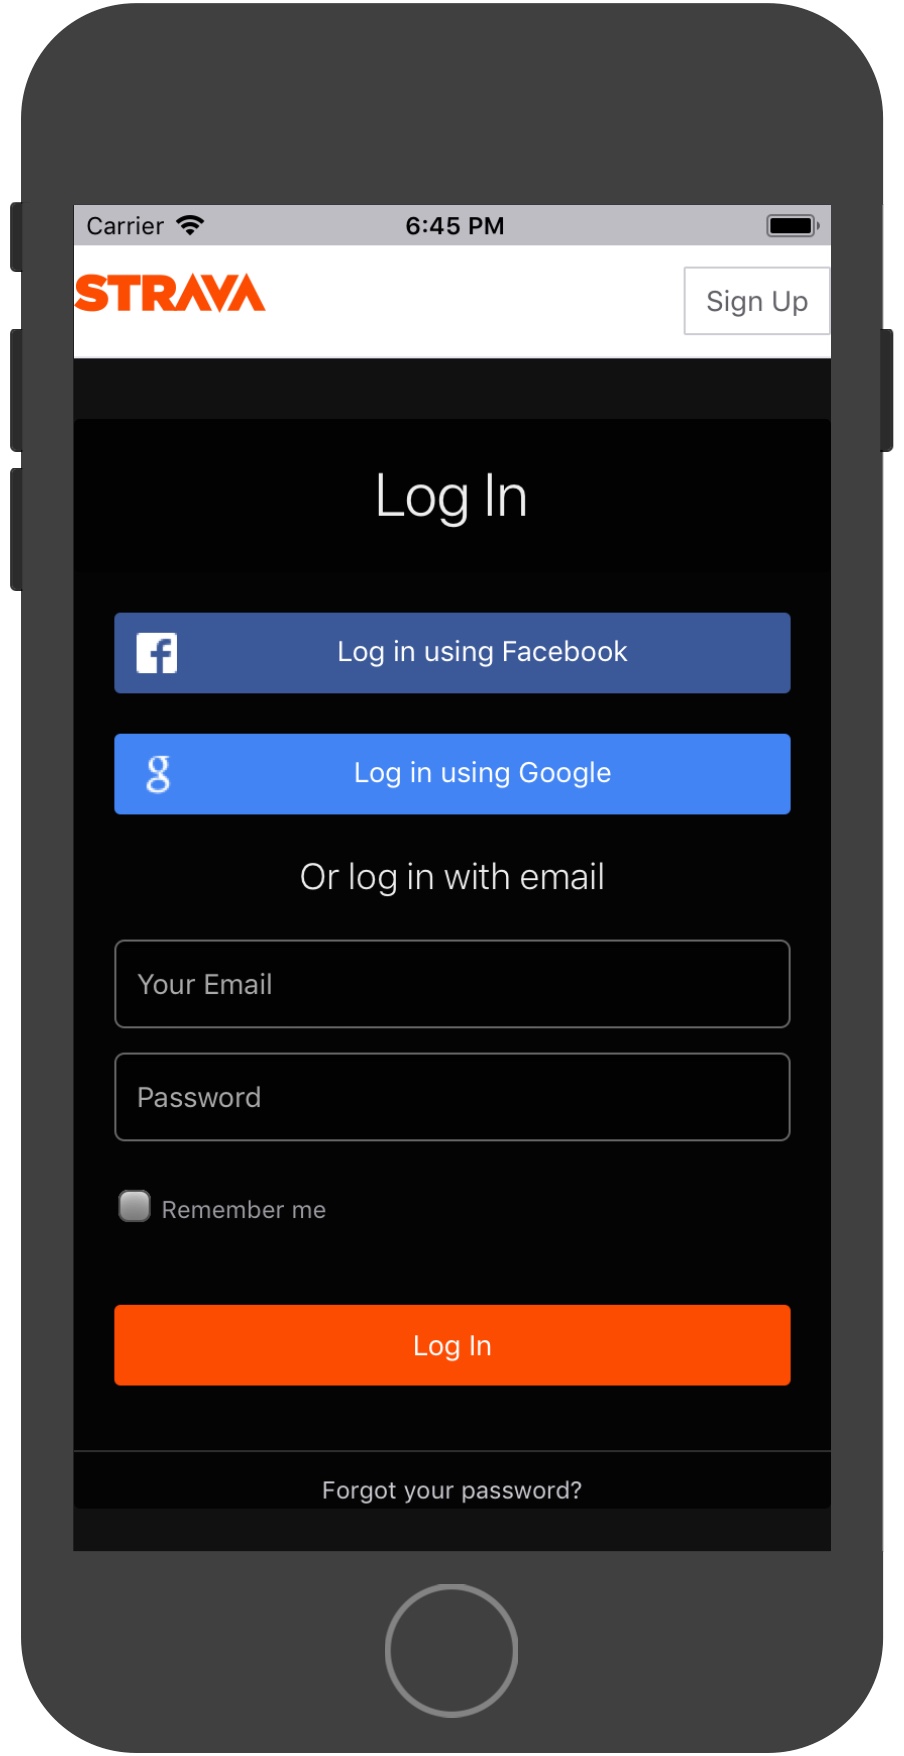 Carrier 6:45 PM
STRAVA Sign Up
Log In
Log in using Facebook
Log in using Google
Or log in with email
Your Email
Password
Remember me
Log In
Forgot your password?